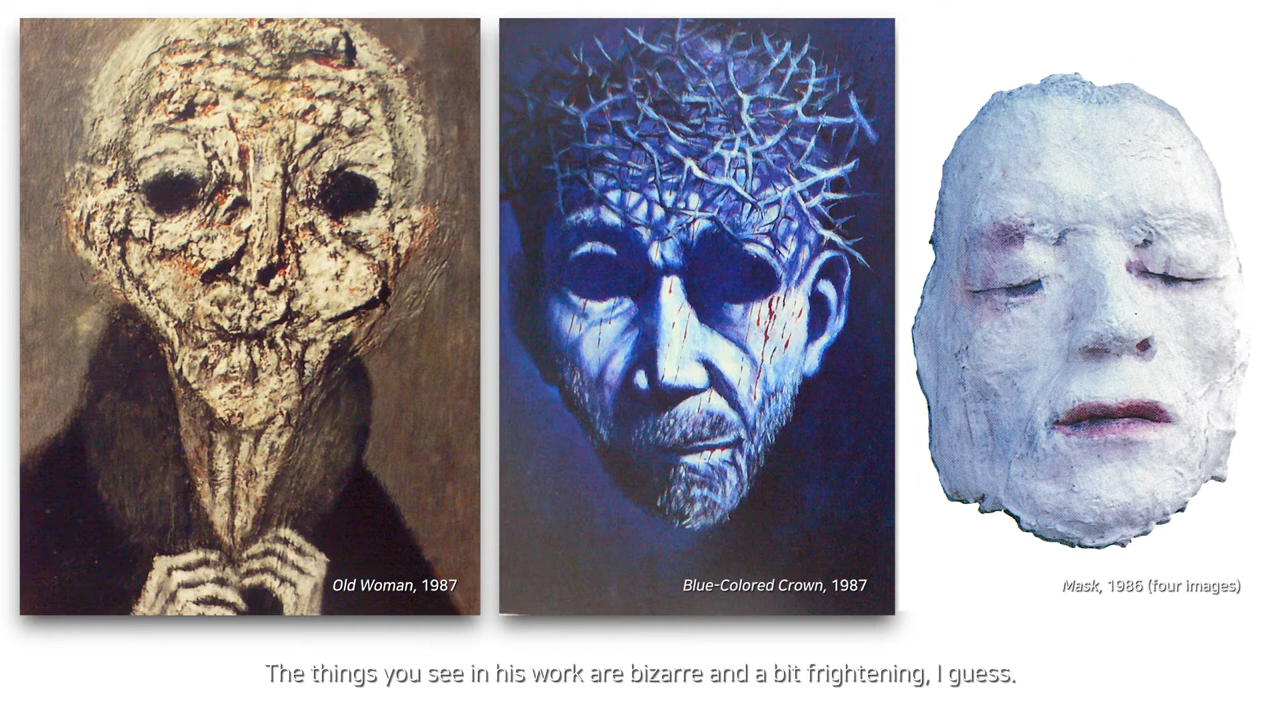 Old Woman, 1987
Blue-Colored Crown, 1987
Mask, 1986 (four images)
The things you see in his work are bizarre and a bit frightening, I guess.